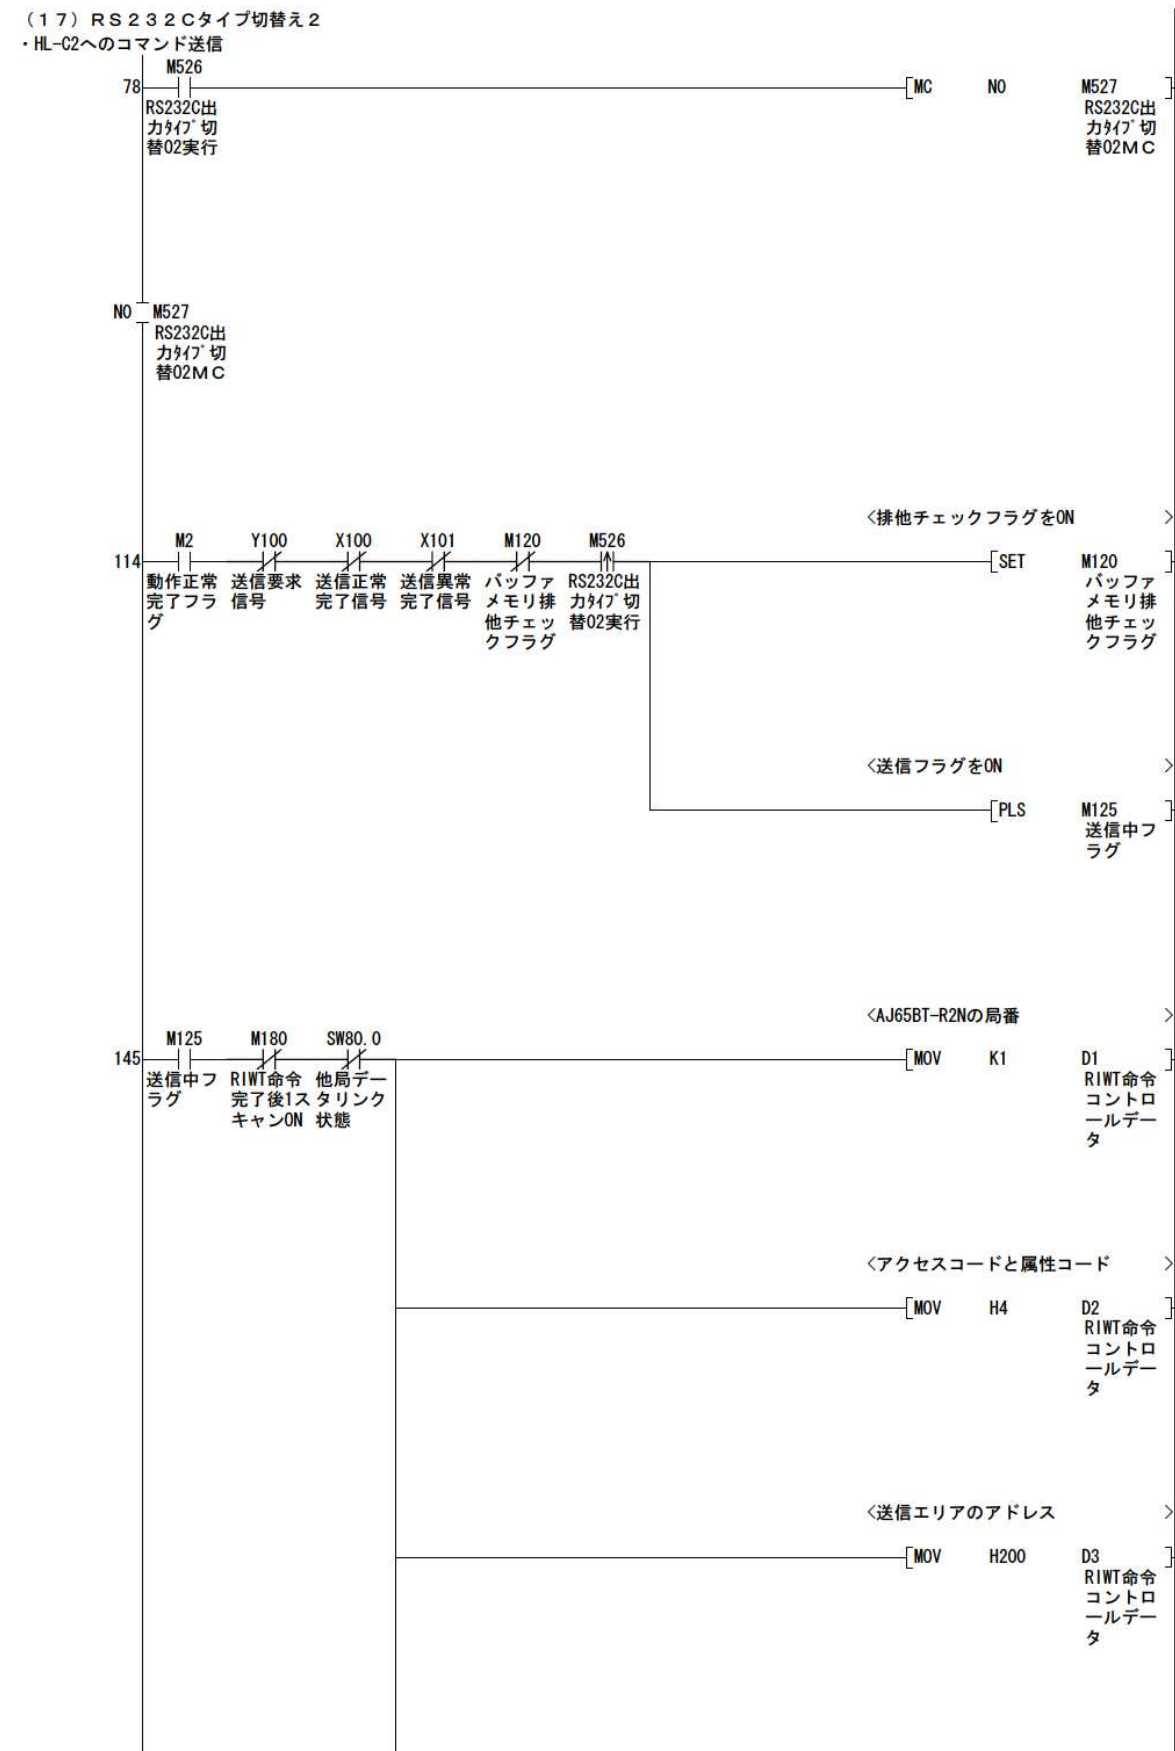 (17)RS232Cタイプ切替え2
・HL-C2へのコマンド送信
M526
78
[MC N0 M527]
RS232C出
力ﾀｲﾌﾟ切
替02実行
RS232C出
力ﾀｲﾌﾟ切
替02MC
N0 M527
RS232C出
力ﾀｲﾌﾟ切
替02MC
<排他チェックフラグをON >
M2 Y100 X100 X101 M120 M526
114
[SET M120]
動作正常
完了フラ
グ
送信要求
信号
送信正常
完了信号
送信異常
完了信号
バッファ
メモリ排
他チェッ
クフラグ
RS232C出
力ﾀｲﾌﾟ切
替02実行
バッファ
メモリ排
他チェッ
クフラグ
<送信フラグをON >
[PLS M125]
送信中フ
ラグ
<AJ65BT-R2Nの局番 >
M125 M180 SW80.0
145
[MOV K1 D1]
送信中フ
ラグ
RIWT命令
完了後1ス
キャンON
他局デー
タリンク
状態
RIWT命令
コントロ
ールデー
タ
<アクセスコードと属性コード >
[MOV H4 D2]
RIWT命令
コントロ
ールデー
タ
<送信エリアのアドレス >
[MOV H200 D3]
RIWT命令
コントロ
ールデー
タ